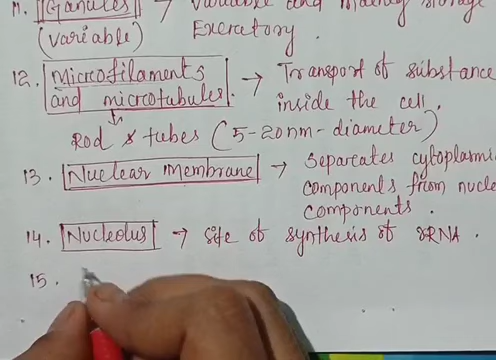 11. Granules → Variable and mainly storage
(variable) Excretory.
12. Microfilaments → Transport of substance
and microtubules. inside the cell.
Rod & tubes (5-20nm-diameter)
13. Nuclear Membrane → Separates cytoplasmi
components from nucle
components.
14. Nucleolus → site of synthesis of rRNA.
15.